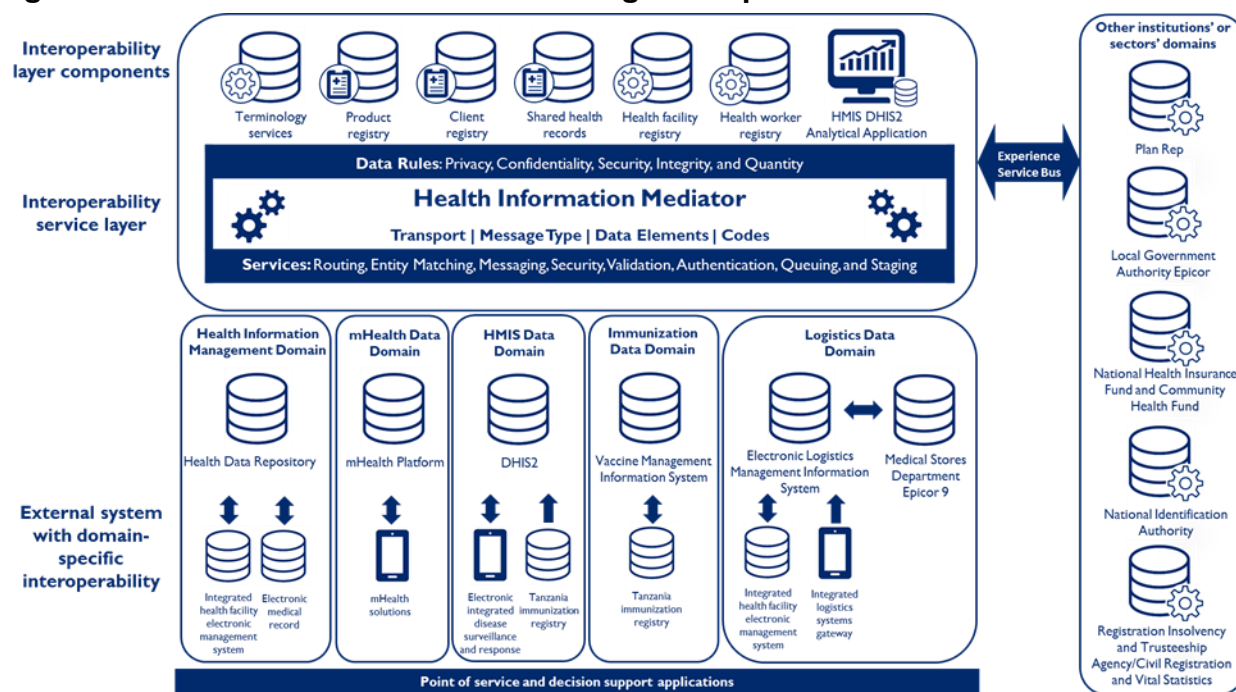 Interoperability
layer components
Terminology
services
Product
registry
Client
registry
Shared health
records
Health facility
registry
Health worker
registry
HMIS DHIS2
Analytical Application
Data Rules: Privacy, Confidentiality, Security, Integrity, and Quantity
Interoperability
service layer
Health Information Mediator
Transport | Message Type | Data Elements | Codes
Services: Routing, Entity Matching, Messaging, Security, Validation, Authentication, Queuing, and Staging
Experience
Service Bus
Other institutions' or
sectors' domains
Plan Rep
Local Government
Authority Epicor
National Health Insurance
Fund and Community
Health Fund
National Identification
Authority
Registration Insolvency
and Trusteeship
Agency/Civil Registration
and Vital Statistics
External system
with domain-
specific
interoperability
Health Information
Management Domain
Health Data Repository
Integrated
health facility
electronic
management
system
Electronic
medical
record
mHealth Data
Domain
mHealth Platform
mHealth
solutions
HMIS Data
Domain
DHIS2
Electronic
integrated
disease
surveillance
and response
Tanzania
immunization
registry
Immunization
Data Domain
Vaccine Management
Information System
Tanzania
immunization
registry
Logistics Data
Domain
Electronic Logistics
Management Information
System
Medical Stores
Department
Epicor 9
Integrated
health facility
electronic
management
system
Integrated
logistics
systems
gateway
Point of service and decision support applications